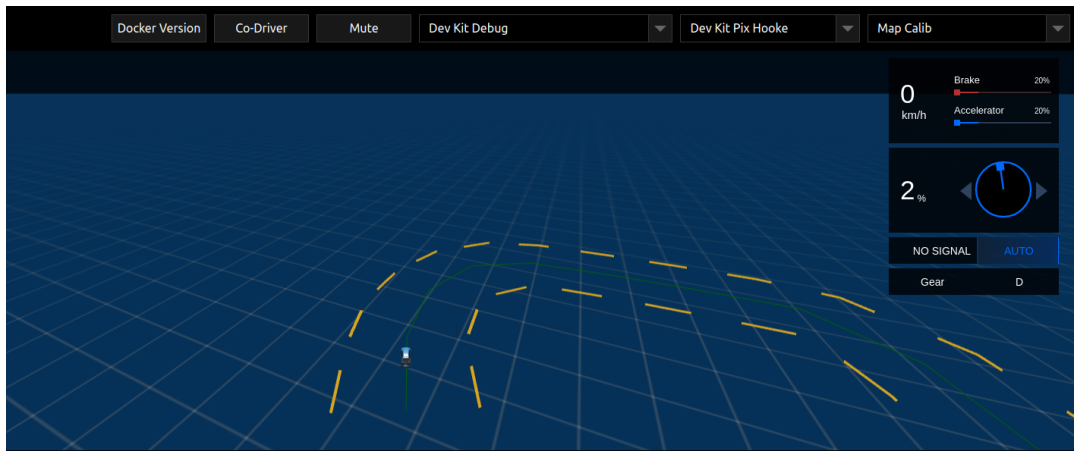 Docker Version Co-Driver Mute Dev Kit Debug Dev Kit Pix Hooke Map Calib
0 km/h
Brake 20%
Accelerator 20%
2 %
NO SIGNAL AUTO
Gear D